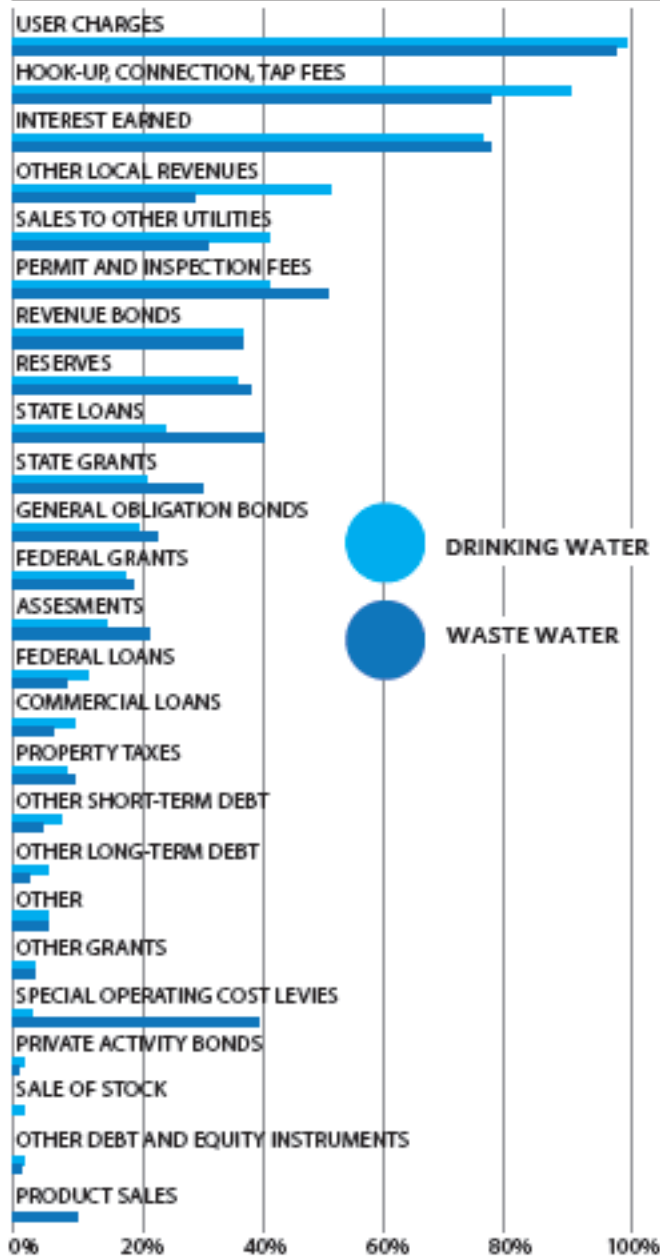 USER CHARGES
HOOK-UP, CONNECTION, TAP FEES
INTEREST EARNED
OTHER LOCAL REVENUES
SALES TO OTHER UTILITIES
PERMIT AND INSPECTION FEES
REVENUE BONDS
RESERVES
STATE LOANS
STATE GRANTS
GENERAL OBLIGATION BONDS
FEDERAL GRANTS
ASSESMENTS
FEDERAL LOANS
COMMERCIAL LOANS
PROPERTY TAXES
OTHER SHORT-TERM DEBT
OTHER LONG-TERM DEBT
OTHER
OTHER GRANTS
SPECIAL OPERATING COST LEVIES
PRIVATE ACTIVITY BONDS
SALE OF STOCK
OTHER DEBT AND EQUITY INSTRUMENTS
PRODUCT SALES
0% 20% 40% 60% 80% 100%
DRINKING WATER
WASTE WATER